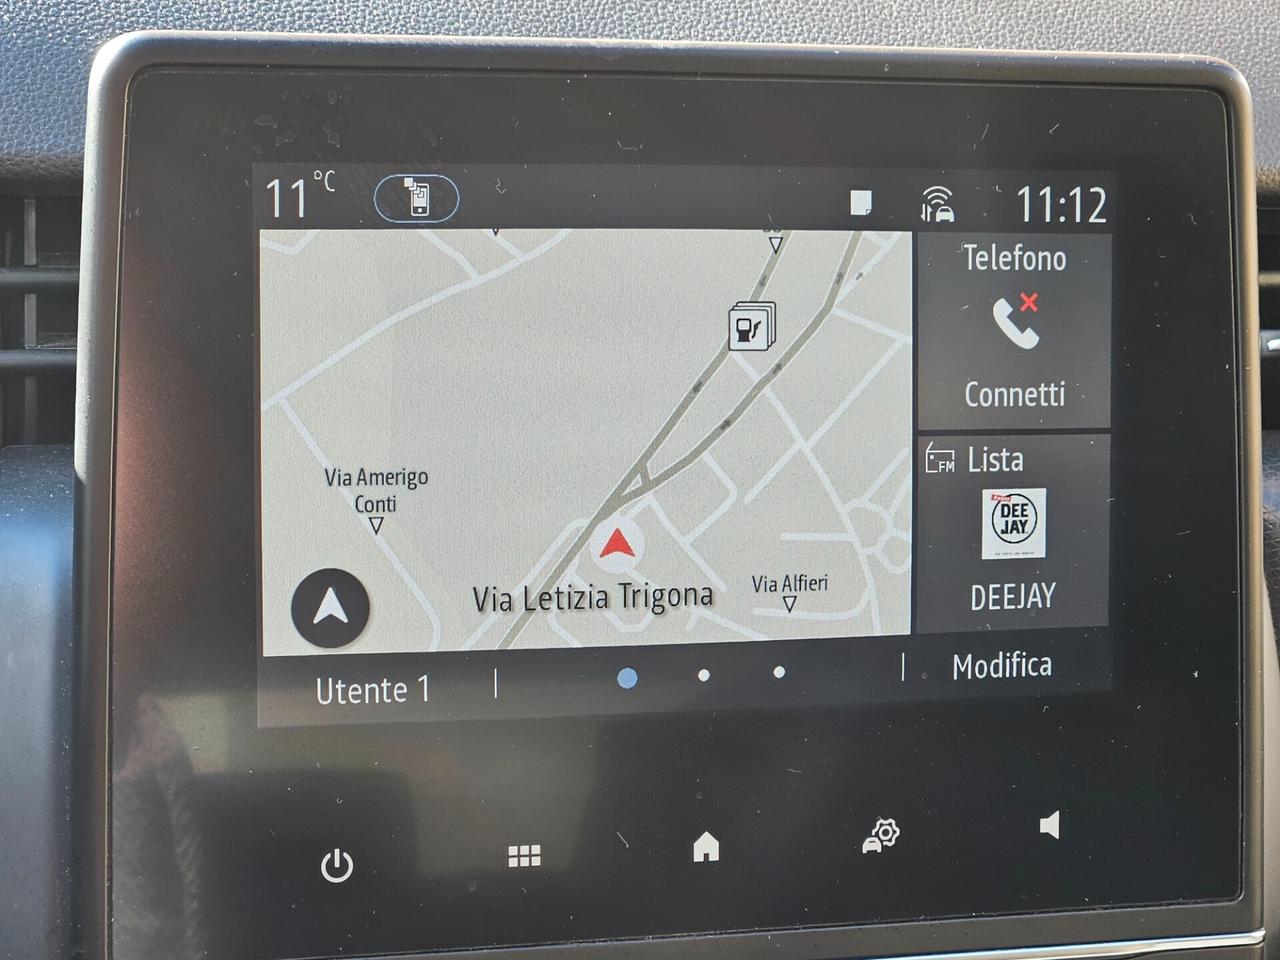 11°C
11:12
Telefono
Connetti
FM Lista
Radio
DEE
JAY
DEEJAY
Via Amerigo
Conti
Via Letizia Trigona
Via Alfieri
Utente 1
Modifica